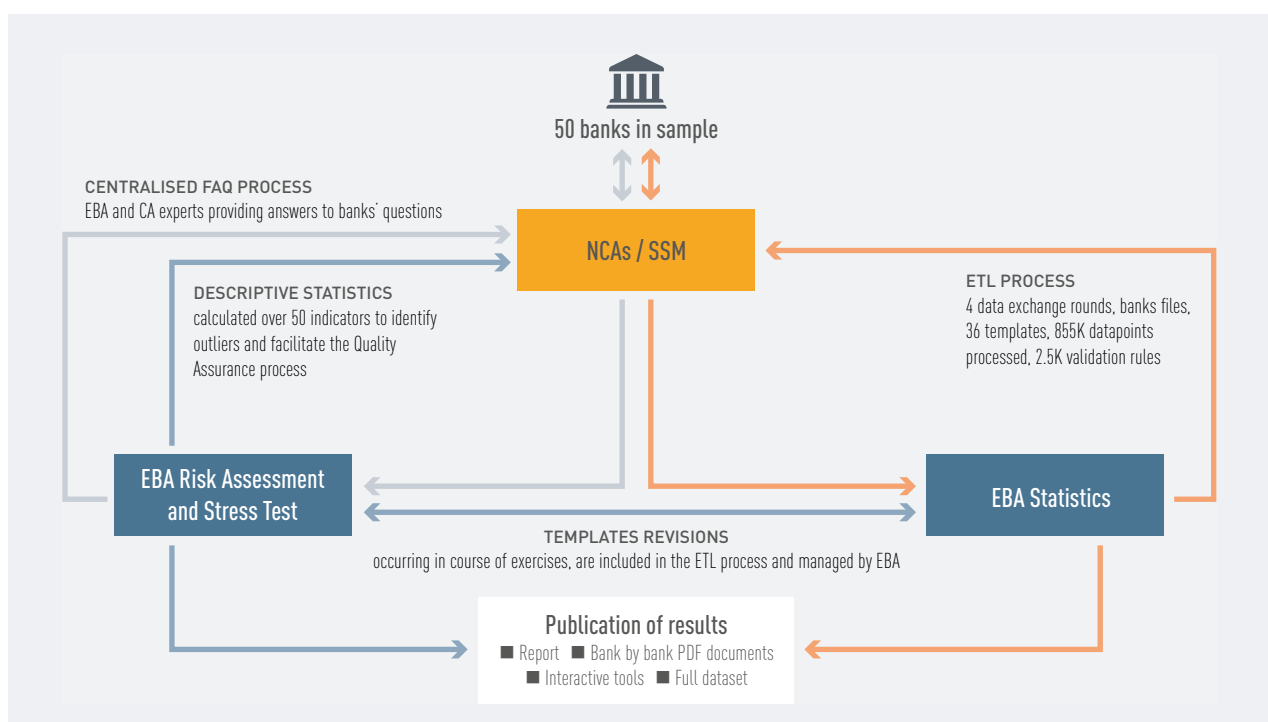 50 banks in sample
CENTRALISED FAQ PROCESS
EBA and CA experts providing answers to banks' questions
NCAs / SSM
DESCRIPTIVE STATISTICS
calculated over 50 indicators to identify
outliers and facilitate the Quality
Assurance process
ETL PROCESS
4 data exchange rounds, banks files,
36 templates, 855K datapoints
processed, 2.5K validation rules
EBA Risk Assessment
and Stress Test
EBA Statistics
TEMPLATES REVISIONS
occurring in course of exercises, are included in the ETL process and managed by EBA
Publication of results
■ Report ■ Bank by bank PDF documents
■ Interactive tools ■ Full dataset